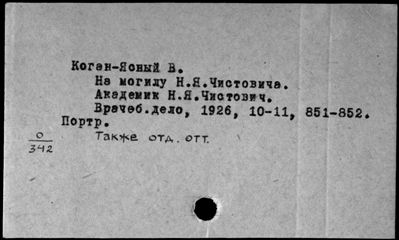 Коган-Ясный В.
На могилу Н.Я.Чистовича.
Академик Н.Я.Чистович.
Врачеб.дело, 1926, 10-11, 851-852.
Портр.
Также отд. отт.
0
342